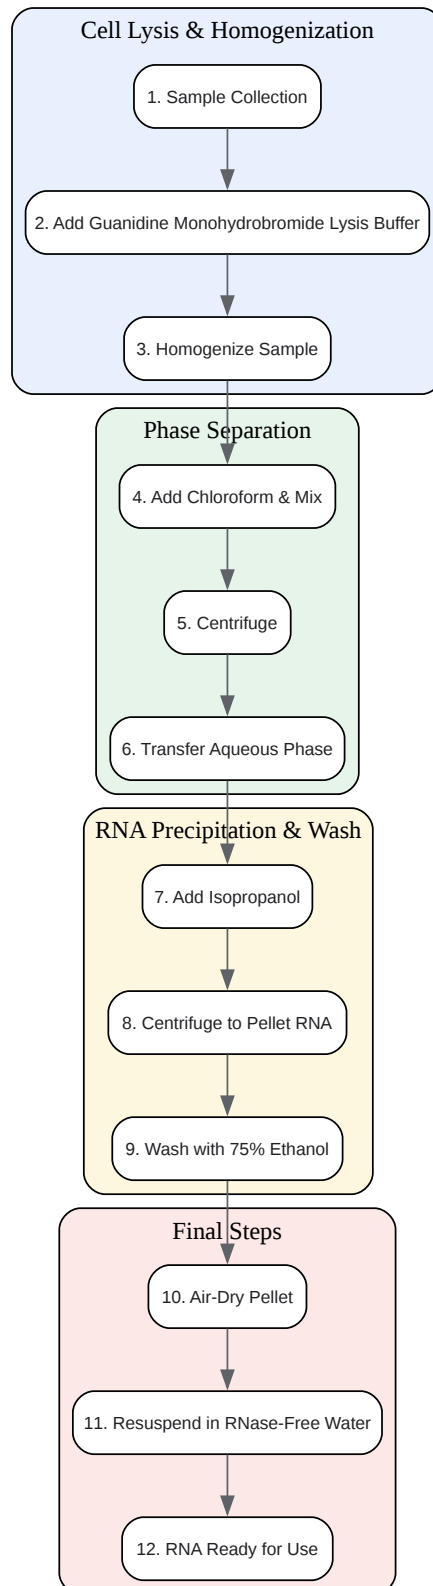 Cell Lysis & Homogenization
1. Sample Collection
2. Add Guanidine Monohydrobromide Lysis Buffer
3. Homogenize Sample
Phase Separation
4. Add Chloroform & Mix
5. Centrifuge
6. Transfer Aqueous Phase
RNA Precipitation & Wash
7. Add Isopropanol
8. Centrifuge to Pellet RNA
9. Wash with 75% Ethanol
Final Steps
10. Air-Dry Pellet
11. Resuspend in RNase-Free Water
12. RNA Ready for Use